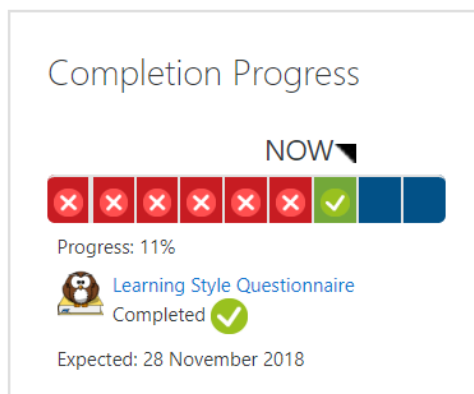 Completion Progress
NOW
Progress: 11%
Learning Style Questionnaire
Completed
Expected: 28 November 2018